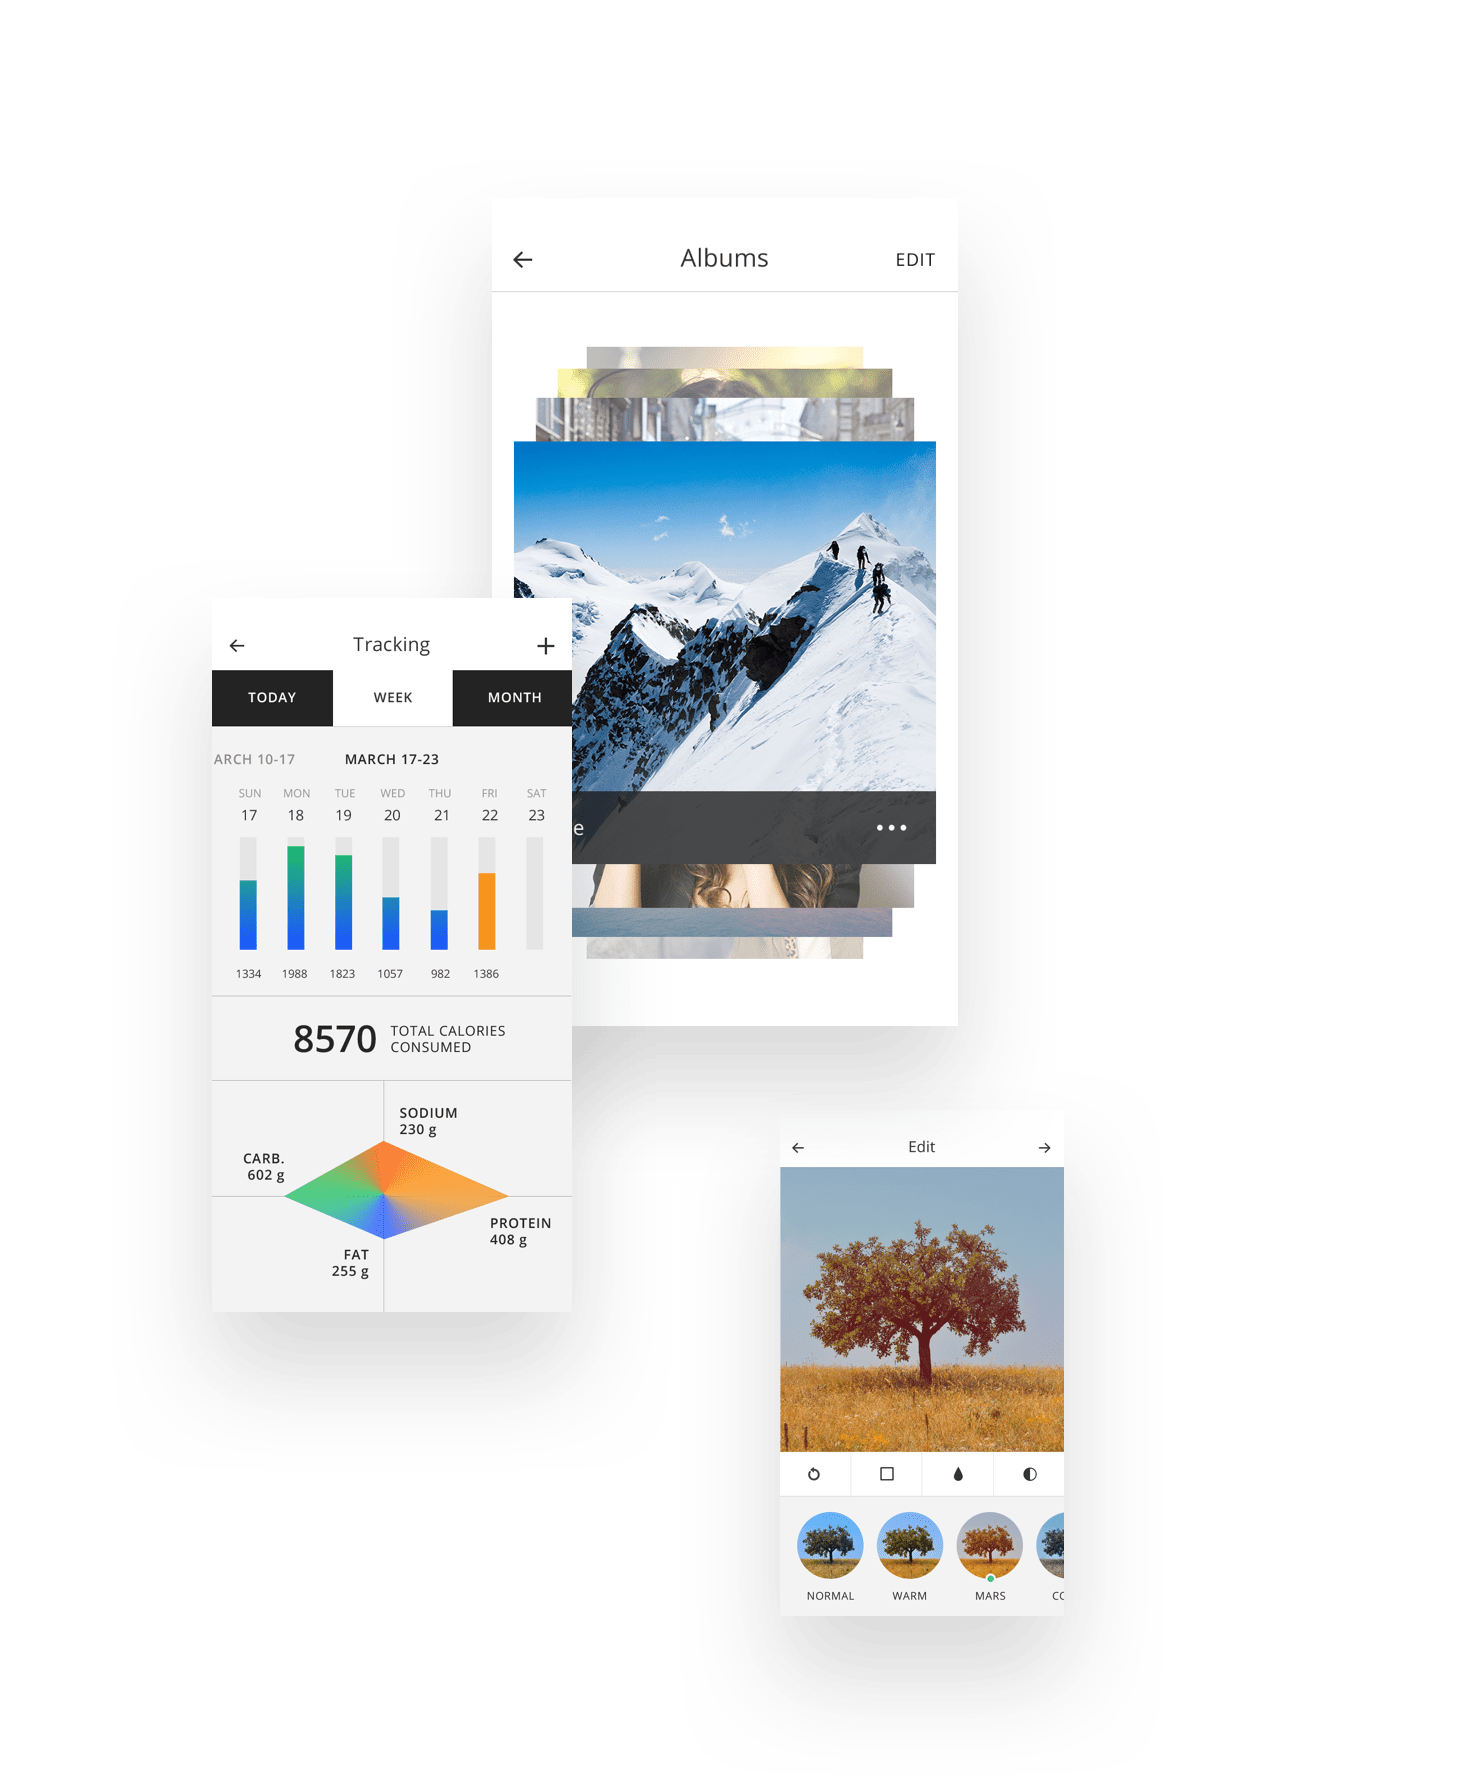 Albums
EDIT
e
Tracking
TODAY WEEK MONTH
ARCH 10-17 MARCH 17-23
SUN MON TUE WED THU FRI SAT
17 18 19 20 21 22 23
1334 1988 1823 1057 982 1386
8570 TOTAL CALORIES
CONSUMED
SODIUM
230 g
CARB.
602 g
PROTEIN
408 g
FAT
255 g
Edit
NORMAL WARM MARS CO